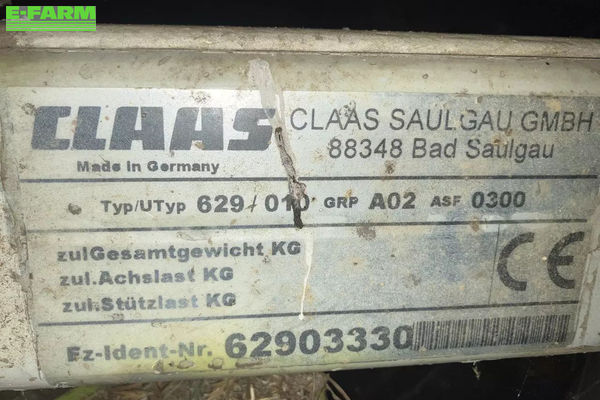 E-FARM
CLAAS
CLAAS SAULGAU GMBH
88348 Bad Saulgau
Made in Germany
Typ/UTyp 629/010 GRP A02 ASF 0300
zulGesamtgewicht KG
zul.Achslast KG
zul.Stützlast KG
CE
Fz-Ident-Nr. 62903330